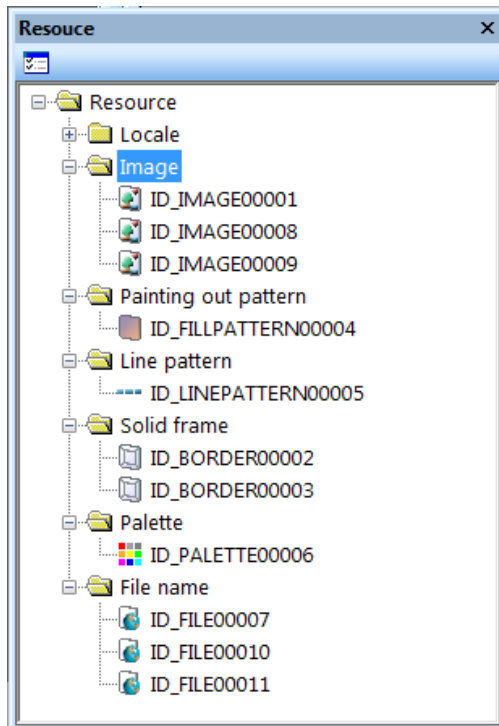 Resouce
Resource
Locale
Image
ID_IMAGE00001
ID_IMAGE00008
ID_IMAGE00009
Painting out pattern
ID_FILLPATTERN00004
Line pattern
ID_LINEPATTERN00005
Solid frame
ID_BORDER00002
ID_BORDER00003
Palette
ID_PALETTE00006
File name
ID_FILE00007
ID_FILE00010
ID_FILE00011